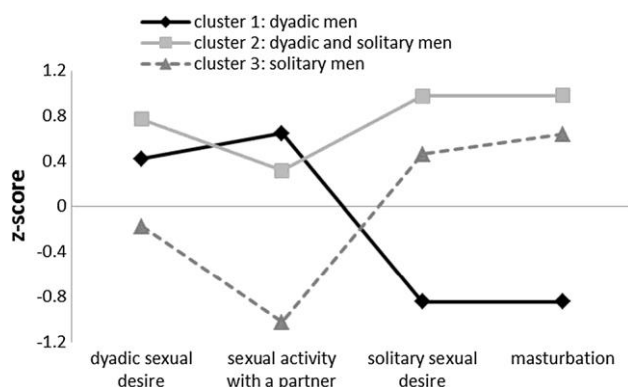 cluster 1: dyadic men
cluster 2: dyadic and solitary men
cluster 3: solitary men
1.2
0.8
0.4
0
-0.4
-0.8
-1.2
z-score
dyadic sexual desire
sexual activity with a partner
solitary sexual desire
masturbation